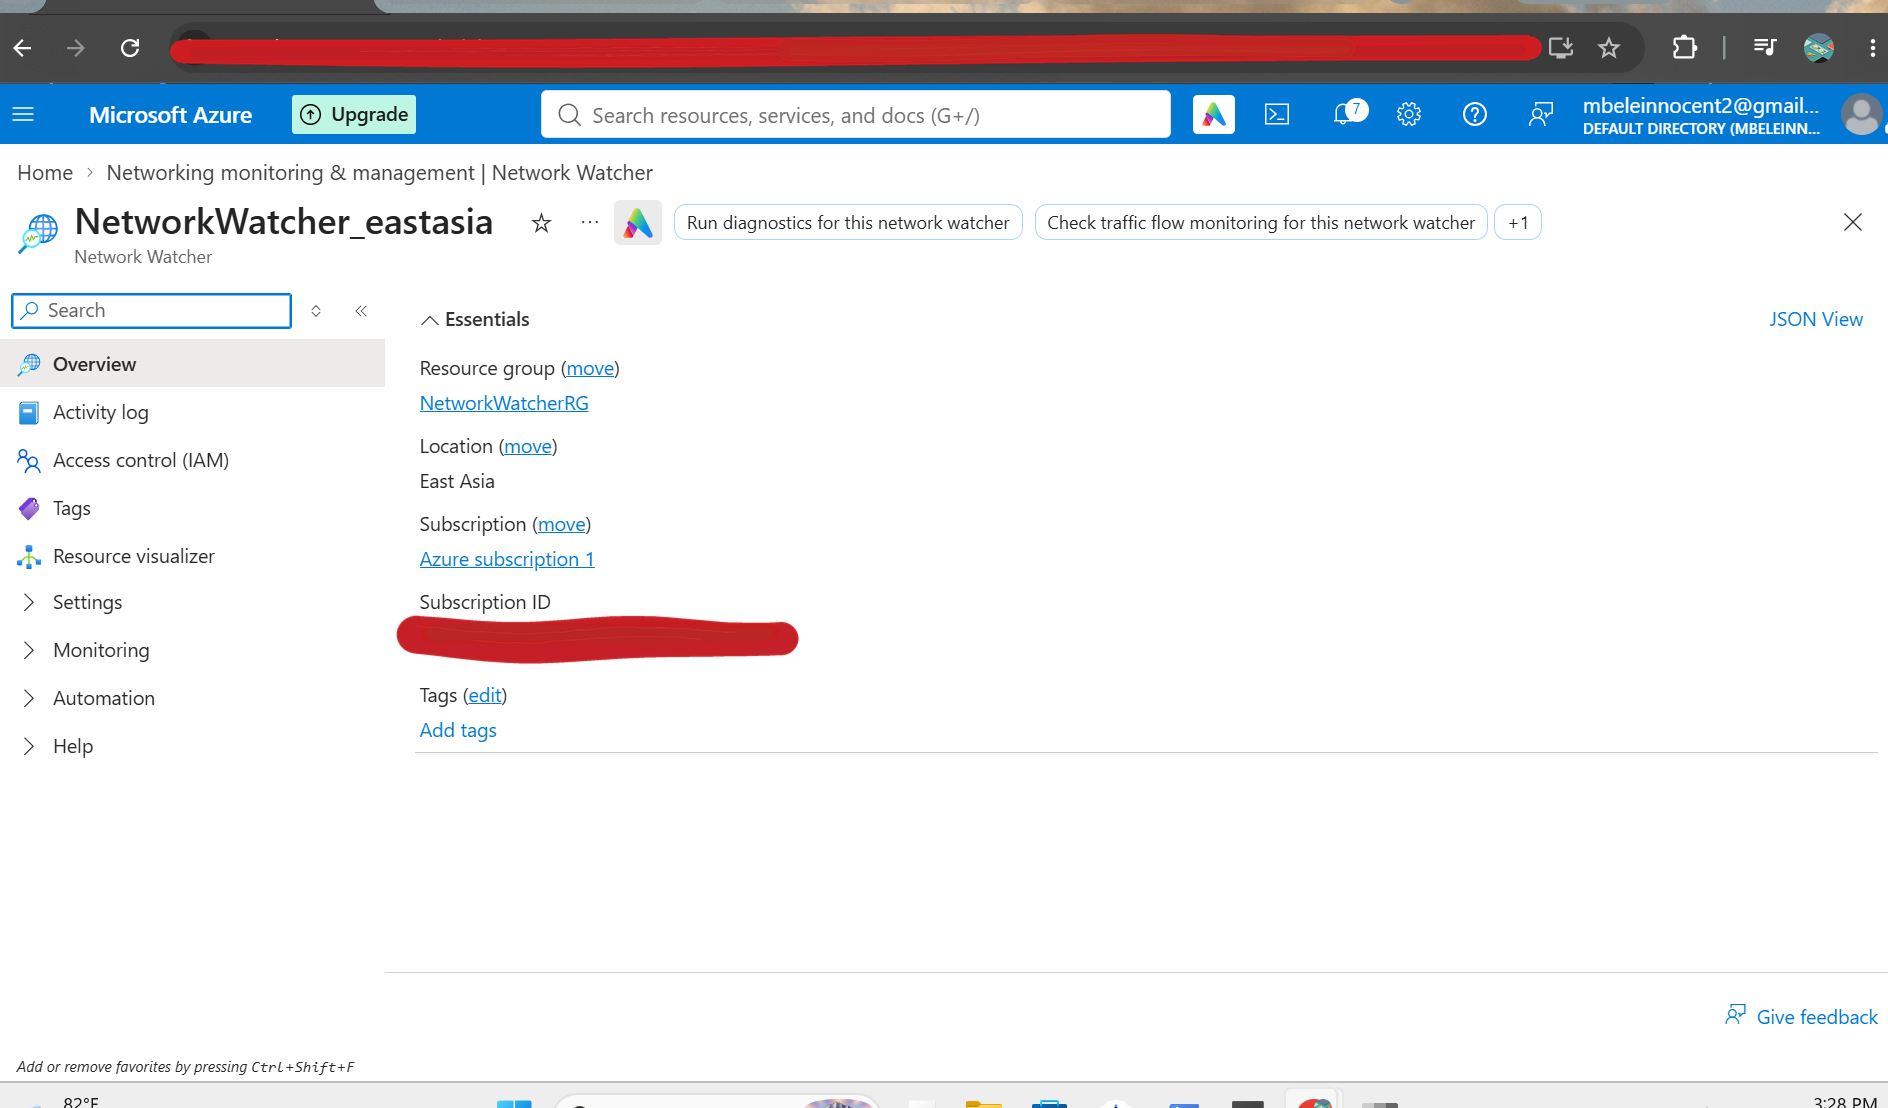 Microsoft Azure
Upgrade
Search resources, services, and docs (G+/)
7
mbeleinnocent2@gmail...
DEFAULT DIRECTORY (MBELEINN...
Home > Networking monitoring & management | Network Watcher
NetworkWatcher_eastasia
Network Watcher
Run diagnostics for this network watcher
Check traffic flow monitoring for this network watcher
+1
Search
Overview
Activity log
Access control (IAM)
Tags
Resource visualizer
Settings
Monitoring
Automation
Help
Essentials
JSON View
Resource group (move)
NetworkWatcherRG
Location (move)
East Asia
Subscription (move)
Azure subscription 1
Subscription ID
Tags (edit)
Add tags
Give feedback
Add or remove favorites by pressing Ctrl+Shift+F
82°F
3:28 PM